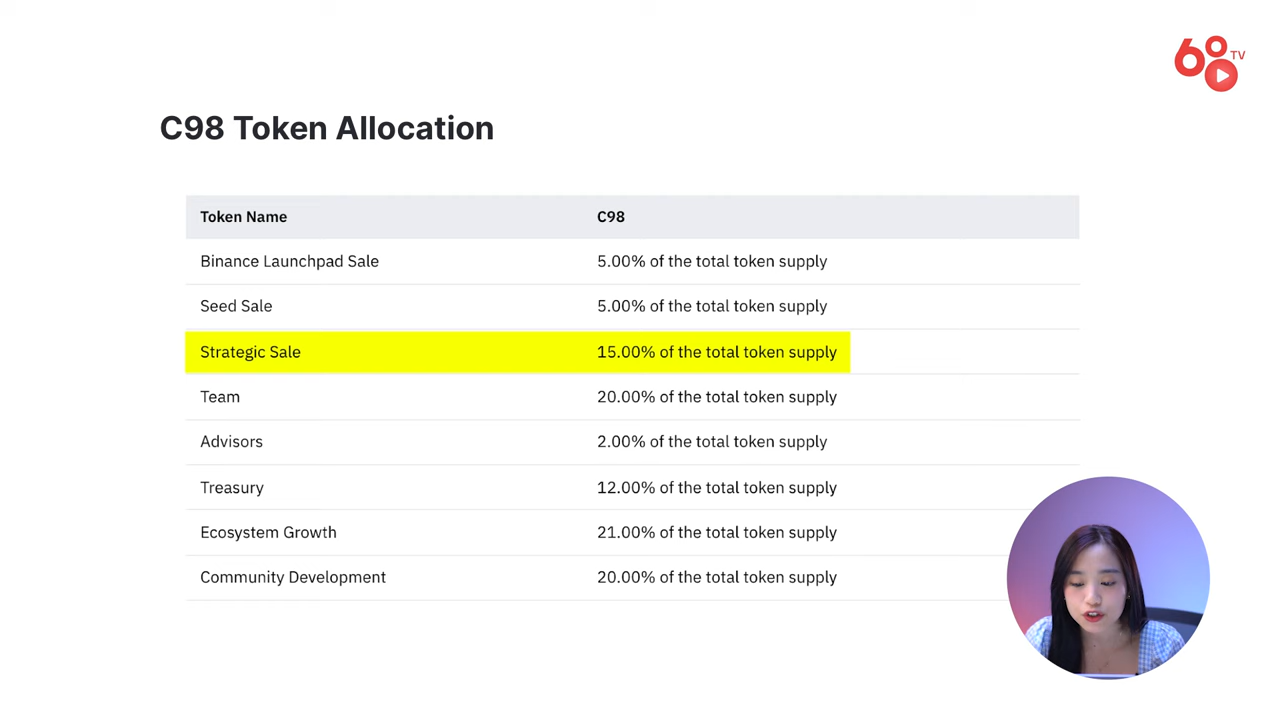 68 TV
C98 Token Allocation
Token Name C98
Binance Launchpad Sale 5.00% of the total token supply
Seed Sale 5.00% of the total token supply
Strategic Sale 15.00% of the total token supply
Team 20.00% of the total token supply
Advisors 2.00% of the total token supply
Treasury 12.00% of the total token supply
Ecosystem Growth 21.00% of the total token supply
Community Development 20.00% of the total token supply